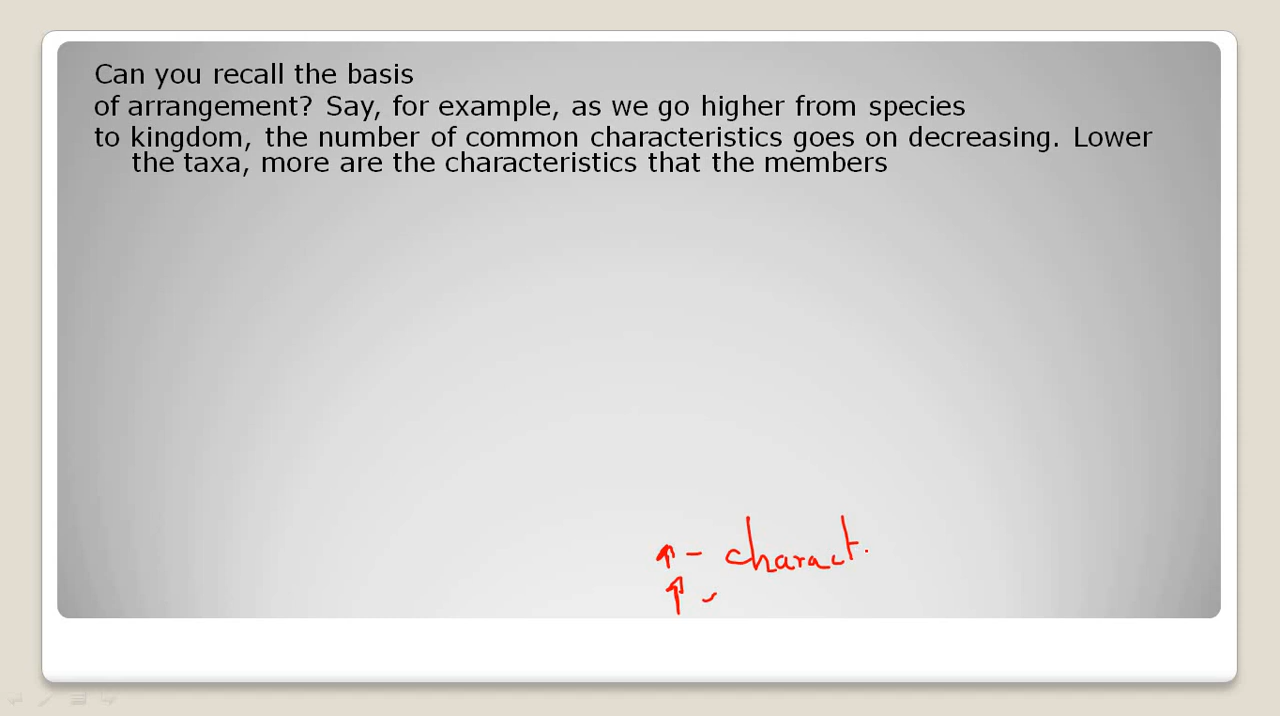 Can you recall the basis
of arrangement? Say, for example, as we go higher from species
to kingdom, the number of common characteristics goes on decreasing. Lower
the taxa, more are the characteristics that the members
↑ - charact.
↑